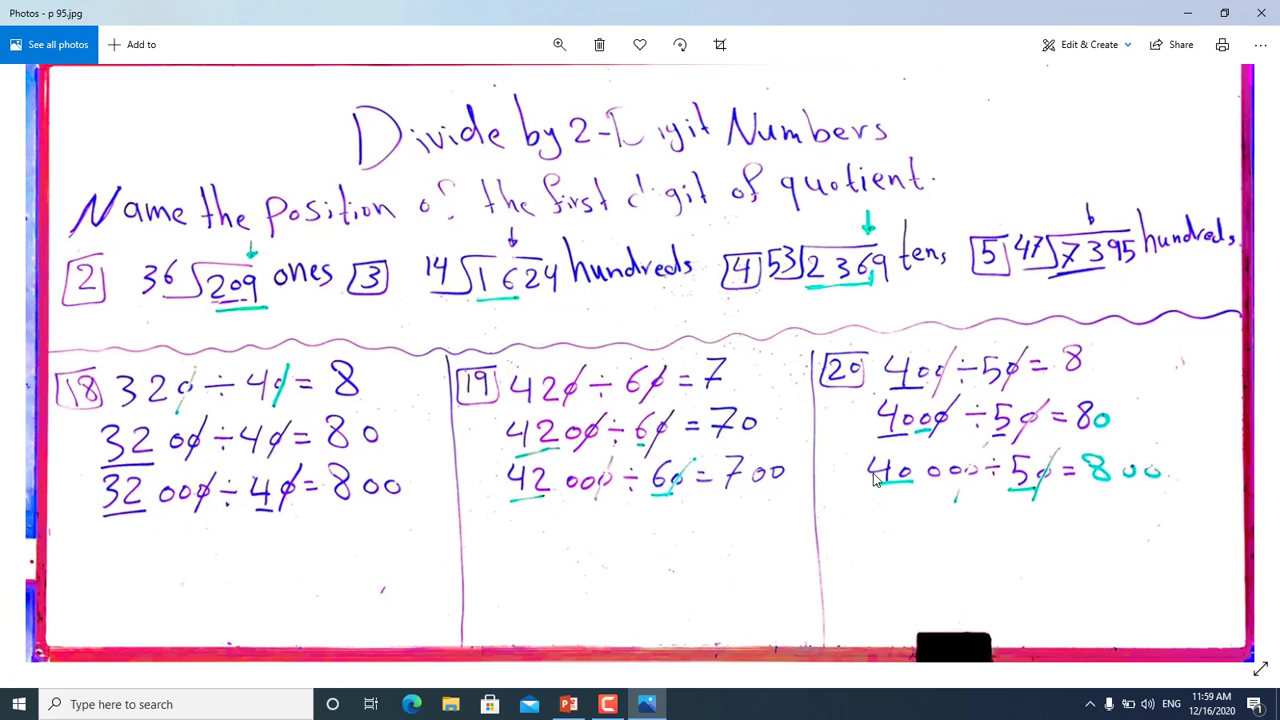 Photos - p 95.jpg
See all photos
Add to
Edit & Create
Share
Divide by 2-Digit Numbers
Name the position of the first digit of quotient.
2 36 209 ones 3 14 1 624 hundreds 4 53 2 369 tens 5 47 7 395 hundreds.
18 320 ÷ 40 = 8
32 00 ÷ 40 = 80
32 000 ÷ 40 = 800
19 420 ÷ 60 = 7
42 00 ÷ 60 = 70
42 000 ÷ 60 = 700
20 400 ÷ 50 = 8
4000 ÷ 50 = 80
40 000 ÷ 50 = 800
Type here to search
ENG
11:59 AM
12/16/2020